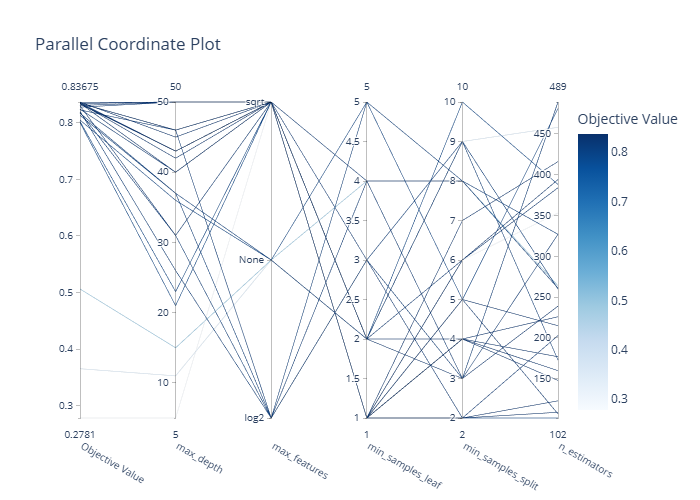 Parallel Coordinate Plot
0.83675 50 5 10 489
Objective Value
50 sqrt 5 10
0.8 450 0.8
4.5 9
40 400
0.7 4 8 0.7
350
3.5 7
0.6 30 None 3 6 300 0.6
0.5 250 0.5
20 2.5 5
200
0.4 2 4 0.4
150
10 1.5 3
0.3 log2 1 2 0.3
0.2781 5 1 2 102
Objective Value max_depth max_features min_samples_leaf min_samples_split n_estimators